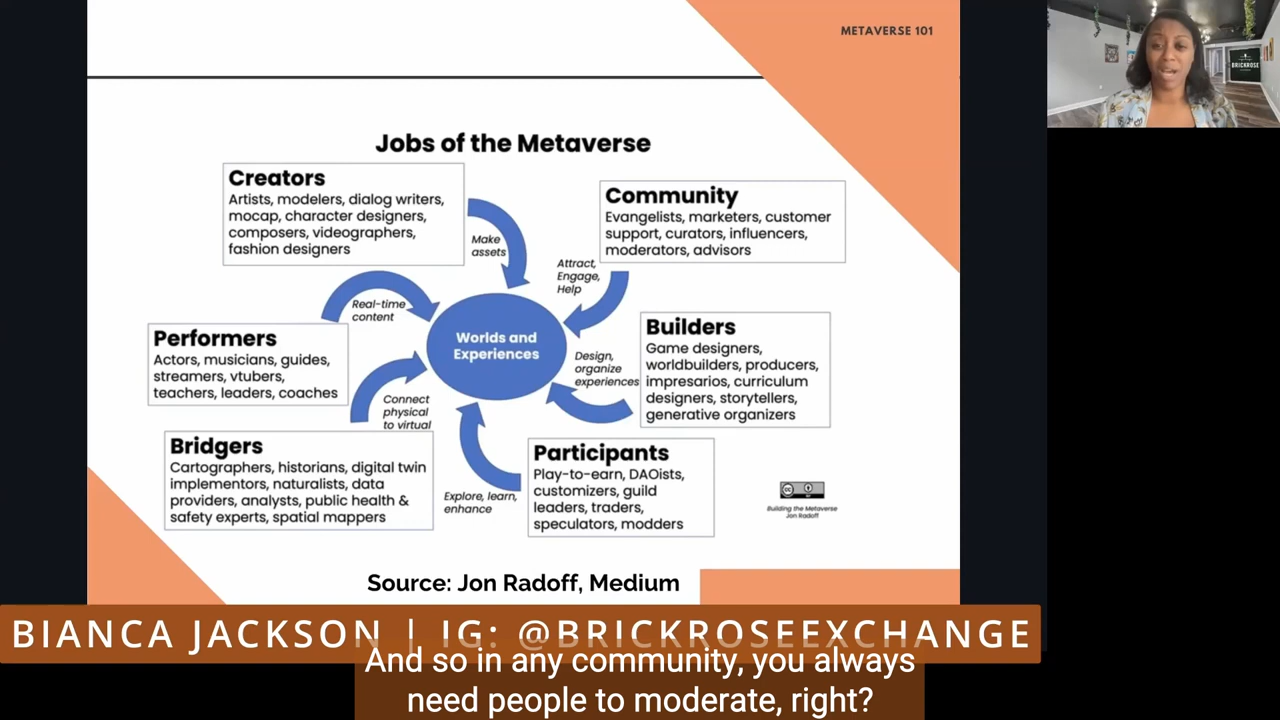 METAVERSE 101
BRICKROSE
Jobs of the Metaverse
Creators
Artists, modelers, dialog writers,
mocap, character designers,
composers, videographers,
fashion designers
Make
assets
Community
Evangelists, marketers, customer
support, curators, influencers,
moderators, advisors
Attract,
Engage,
Help
Real-time
content
Performers
Actors, musicians, guides,
streamers, vtubers,
teachers, leaders, coaches
Worlds and
Experiences
Builders
Game designers,
worldbuilders, producers,
impresarios, curriculum
designers, storytellers,
generative organizers
Design,
organize
experiences
Connect
physical
to virtual
Bridgers
Cartographers, historians, digital twin
implementors, naturalists, data
providers, analysts, public health &
safety experts, spatial mappers
Explore, learn,
enhance
Participants
Play-to-earn, DAOists,
customizers, guild
leaders, traders,
speculators, modders
cc
BY
Building the Metaverse
Jon Radoff
Source: Jon Radoff, Medium
BIANCA JACKSON | IG: @BRICKROSEEXCHANGE
And so in any community, you always
need people to moderate, right?